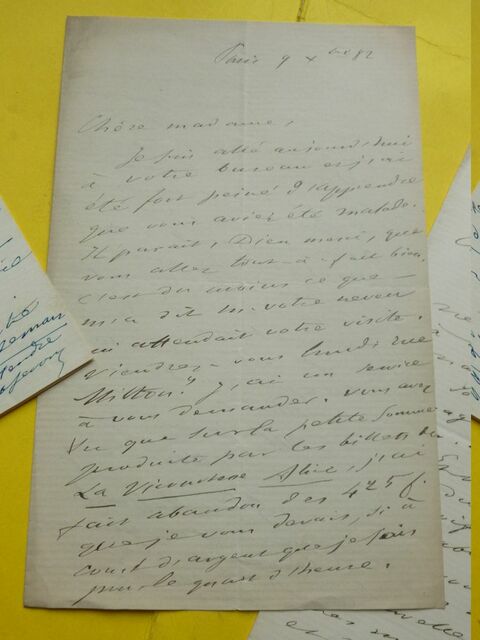 Paris 9 xbre 82
Chère madame,
Je suis allé aujourd'hui
à votre bureau et j'ai
été fort peiné d'apprendre
que vous aviez été malade.
Il parait, Dieu merci, que
vous allez tout-à-fait bien,
c'est du moins ce que
m'a dit M. votre neveu
qui attendait votre visite.
Viendrez-vous lundi, rue
Milton? J'ai un service
à vous demander. Vous avez
vu que sur la petite somme
produite par les billets de
La Vicomtesse Alice, j'ai
fait abandon des 425 f.
que je vous devais, si à
court d'argent que je sois
pour le quart d'heure.